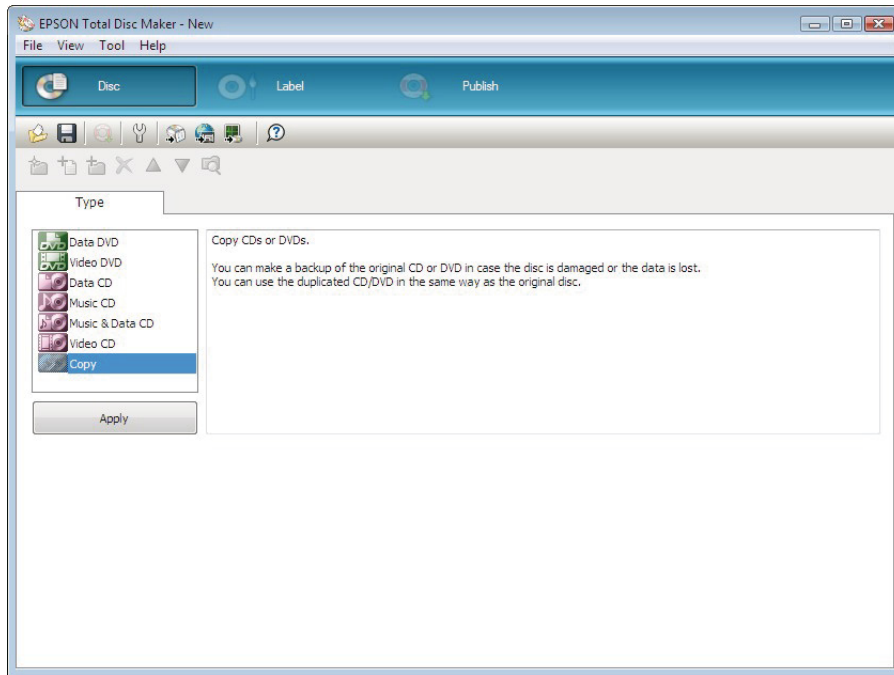 EPSON Total Disc Maker - New
File View Tool Help
Disc Label Publish
Type
DVD Data DVD
DVD Video DVD
Data CD
Music CD
Music & Data CD
Video CD
Copy
Apply
Copy CDs or DVDs.
You can make a backup of the original CD or DVD in case the disc is damaged or the data is lost.
You can use the duplicated CD/DVD in the same way as the original disc.